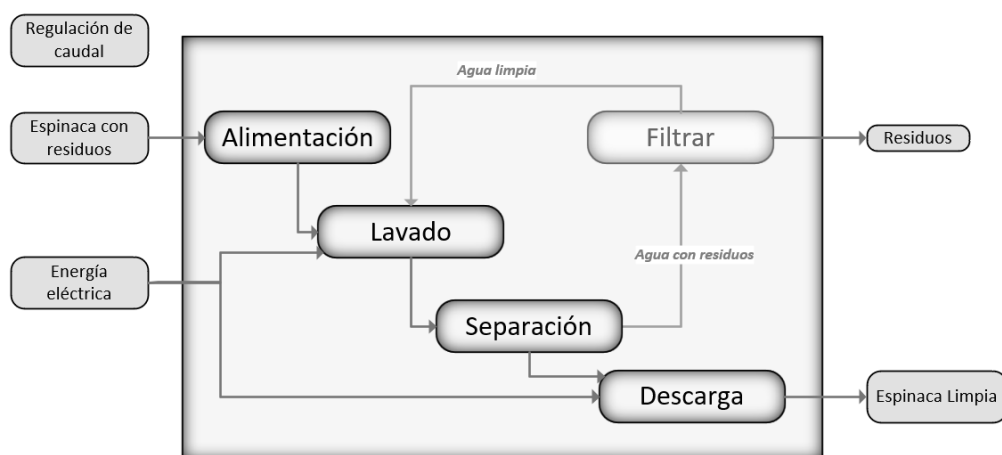 Regulación de
caudal
Agua limpia
Espinaca con
residuos
Alimentación
Filtrar
Residuos
Lavado
Agua con residuos
Energía
eléctrica
Separación
Descarga
Espinaca Limpia